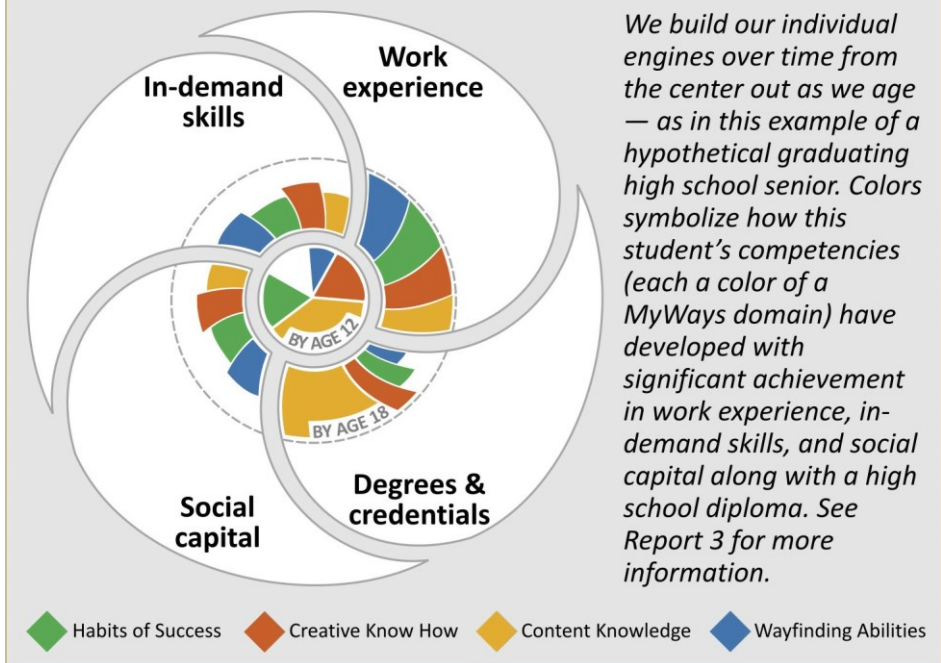 In-demand
skills
Work
experience
BY AGE 12
BY AGE 18
Social
capital
Degrees &
credentials
We build our individual
engines over time from
the center out as we age
— as in this example of a
hypothetical graduating
high school senior. Colors
symbolize how this
student’s competencies
(each a color of a
MyWays domain) have
developed with
significant achievement
in work experience, in-
demand skills, and social
capital along with a high
school diploma. See
Report 3 for more
information.
Habits of Success
Creative Know How
Content Knowledge
Wayfinding Abilities